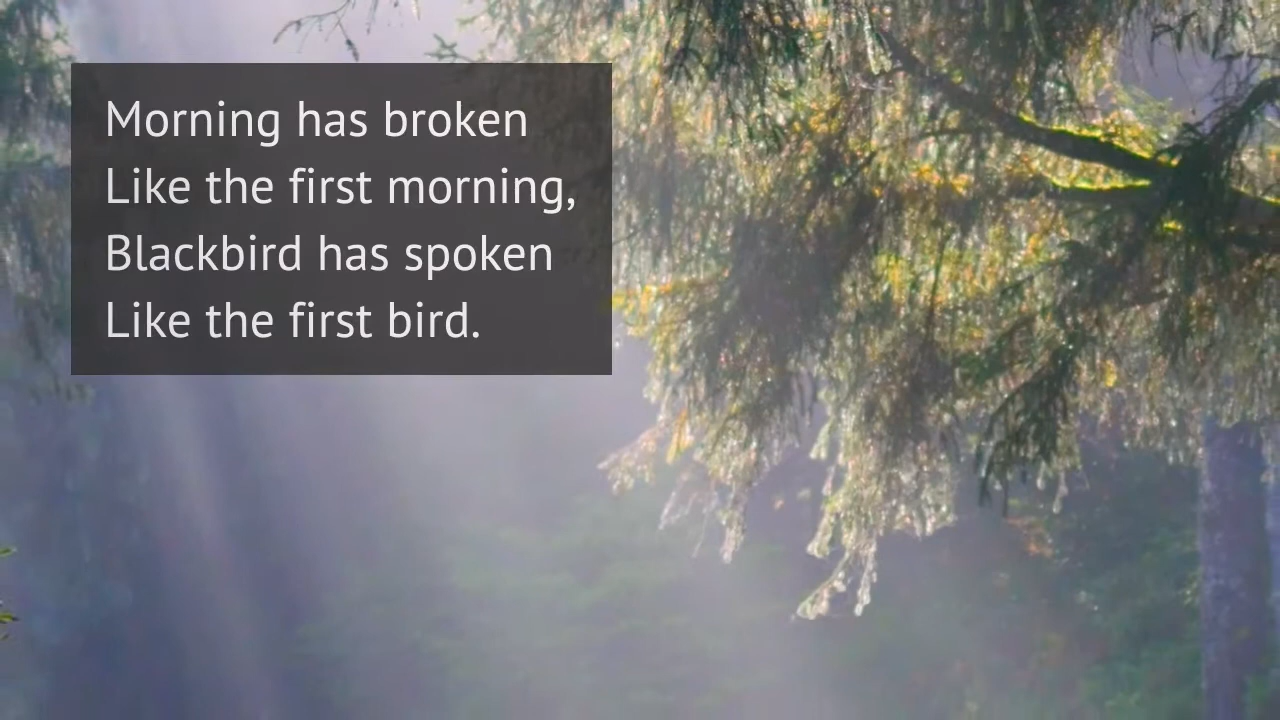 Morning has broken
Like the first morning,
Blackbird has spoken
Like the first bird.